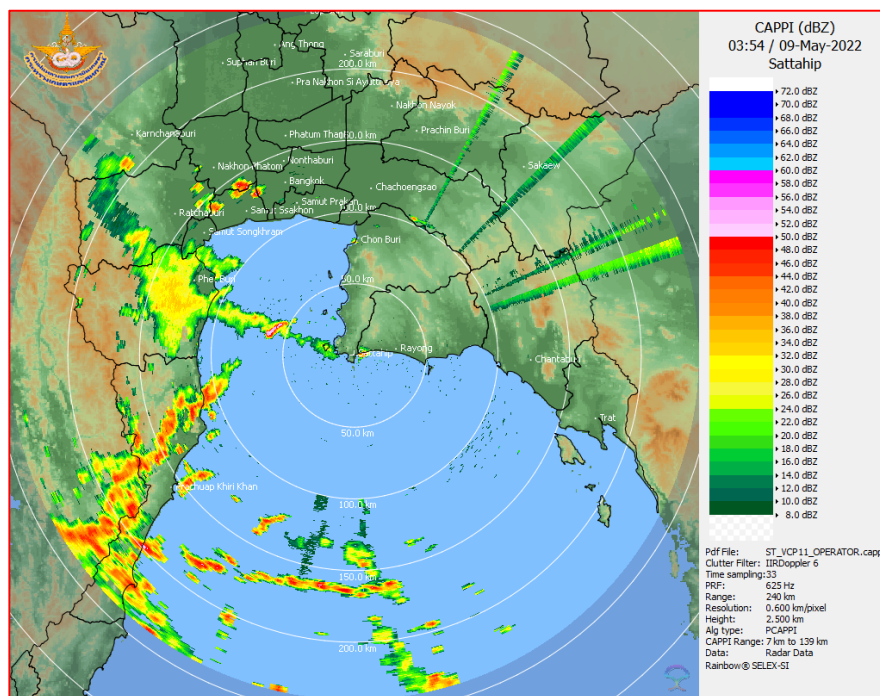 CAPPI (dBZ)
03:54 / 09-May-2022
Sattahip
72.0 dBZ
70.0 dBZ
68.0 dBZ
66.0 dBZ
64.0 dBZ
62.0 dBZ
60.0 dBZ
58.0 dBZ
56.0 dBZ
54.0 dBZ
52.0 dBZ
50.0 dBZ
48.0 dBZ
46.0 dBZ
44.0 dBZ
42.0 dBZ
40.0 dBZ
38.0 dBZ
36.0 dBZ
34.0 dBZ
32.0 dBZ
30.0 dBZ
28.0 dBZ
26.0 dBZ
24.0 dBZ
22.0 dBZ
20.0 dBZ
18.0 dBZ
16.0 dBZ
14.0 dBZ
12.0 dBZ
10.0 dBZ
8.0 dBZ
Pdf File: ST_VCP11_OPERATOR.capp
Clutter Filter: IIRDoppler 6
Time sampling:33
PRF: 625 Hz
Range: 240 km
Resolution: 0.600 km/pixel
Height: 2.500 km
Alg type: PCAPPI
CAPPI Range: 7 km to 139 km
Data: Radar Data
Rainbow® SELEX-SI
Ang Thong
Saraburi
Suphan Buri
200.0 km
Pra Nakhon Si Ayutthaya
Nakhon Nayok
Karnchanaburi
Phatum Thani
Prachin Buri
Nonthaburi
Nakhon Phatom
Sakaew
Bangkok
Chachoengsao
Samut Prakan
Ratchaburi
Samut Ssakhon
Samut Songkhram
Chon Buri
Rayong
Trat
50.0 km
100.0 km
150.0 km
200.0 km